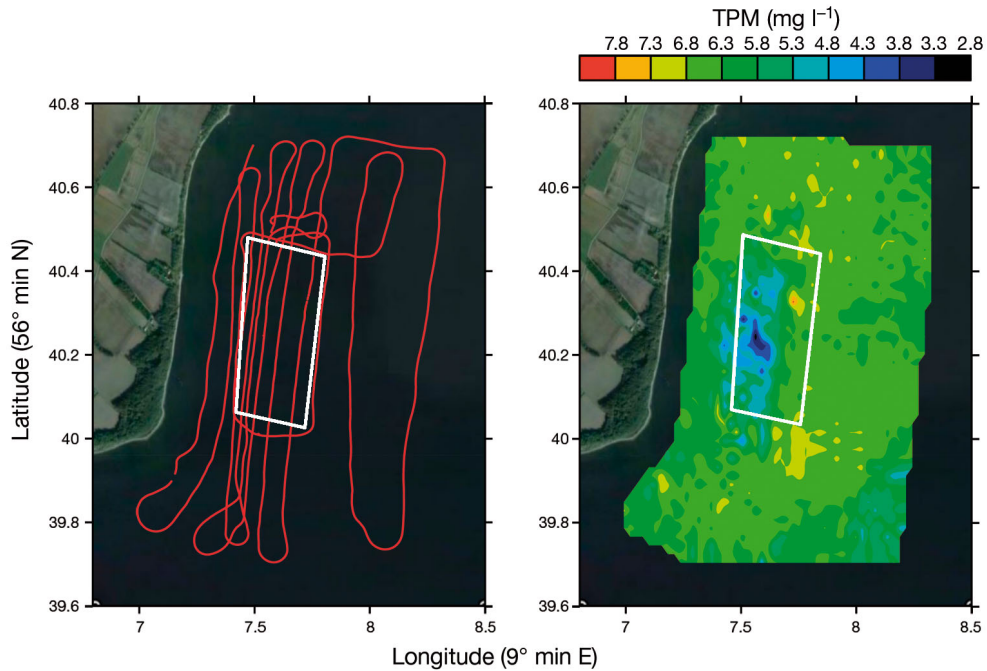 TPM (mg l⁻¹)
7.8 7.3 6.8 6.3 5.8 5.3 4.8 4.3 3.8 3.3 2.8
40.8 40.8
40.6 40.6
40.4 40.4
40.2 40.2
40 40
39.8 39.8
39.6 39.6
7 7.5 8 8.5 7 7.5 8 8.5
Latitude (56° min N)
Longitude (9° min E)